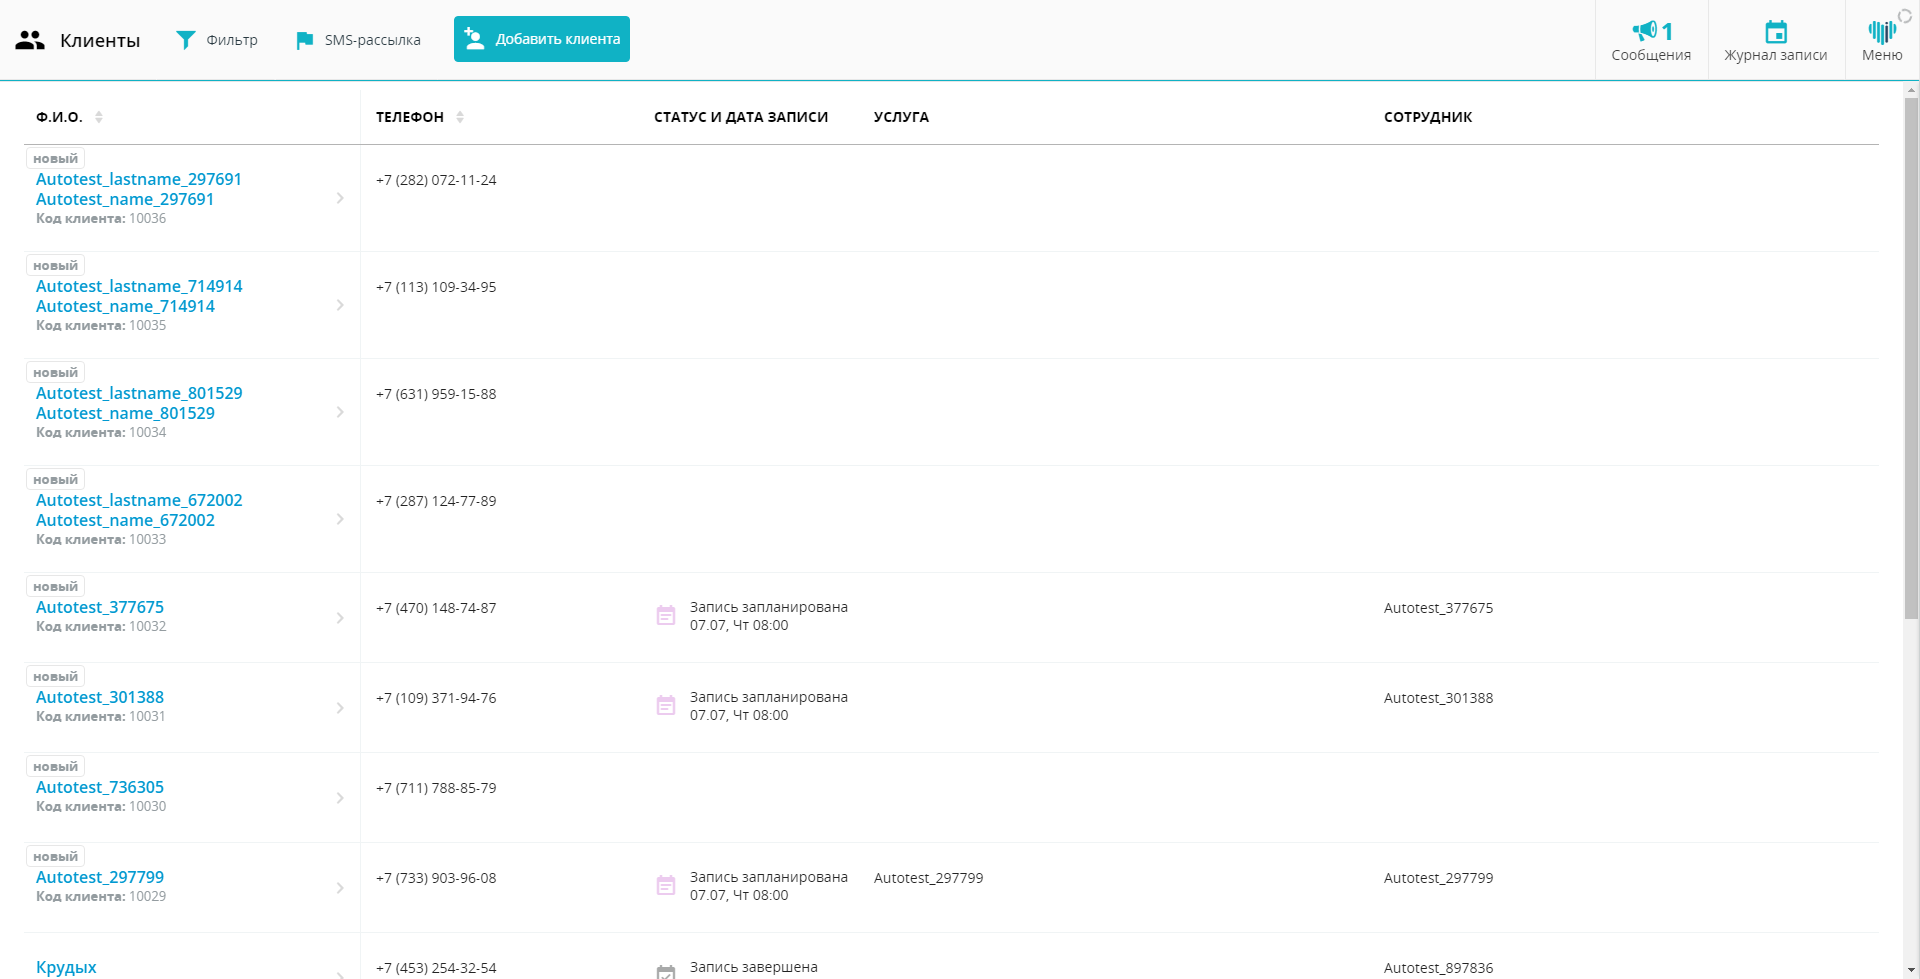 Клиенты
Фильтр
SMS-рассылка
Добавить клиента
1
Сообщения
Журнал записи
Меню
Ф.И.О.
ТЕЛЕФОН
СТАТУС И ДАТА ЗАПИСИ
УСЛУГА
СОТРУДНИК
новый
Autotest_lastname_297691
Autotest_name_297691
Код клиента: 10036
+7 (282) 072-11-24
новый
Autotest_lastname_714914
Autotest_name_714914
Код клиента: 10035
+7 (113) 109-34-95
новый
Autotest_lastname_801529
Autotest_name_801529
Код клиента: 10034
+7 (631) 959-15-88
новый
Autotest_lastname_672002
Autotest_name_672002
Код клиента: 10033
+7 (287) 124-77-89
новый
Autotest_377675
Код клиента: 10032
+7 (470) 148-74-87
Запись запланирована
07.07, Чт 08:00
Autotest_377675
новый
Autotest_301388
Код клиента: 10031
+7 (109) 371-94-76
Запись запланирована
07.07, Чт 08:00
Autotest_301388
новый
Autotest_736305
Код клиента: 10030
+7 (711) 788-85-79
новый
Autotest_297799
Код клиента: 10029
+7 (733) 903-96-08
Запись запланирована
07.07, Чт 08:00
Autotest_297799
Autotest_297799
Крудых
+7 (453) 254-32-54
Запись завершена
Autotest_897836